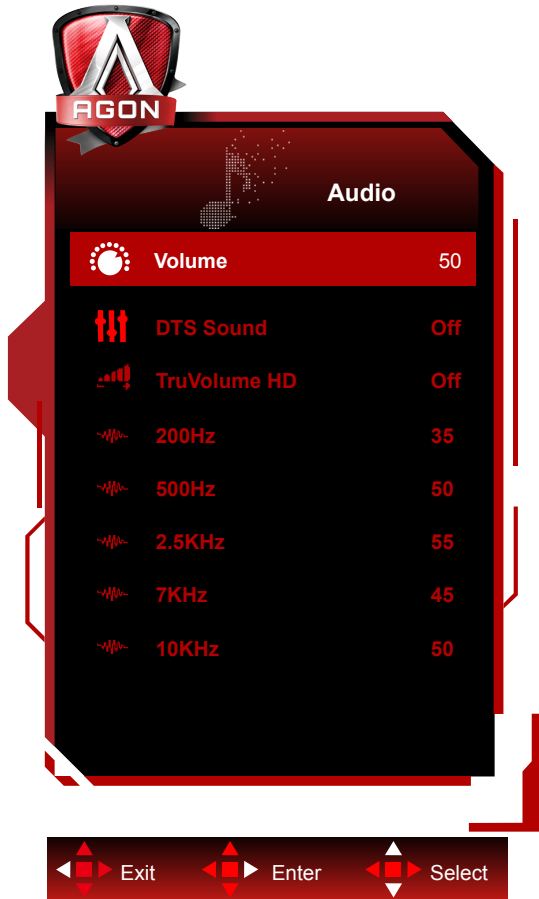 AGON
Audio
Volume 50
DTS Sound Off
TruVolume HD Off
200Hz 35
500Hz 50
2.5KHz 55
7KHz 45
10KHz 50
Exit Enter Select